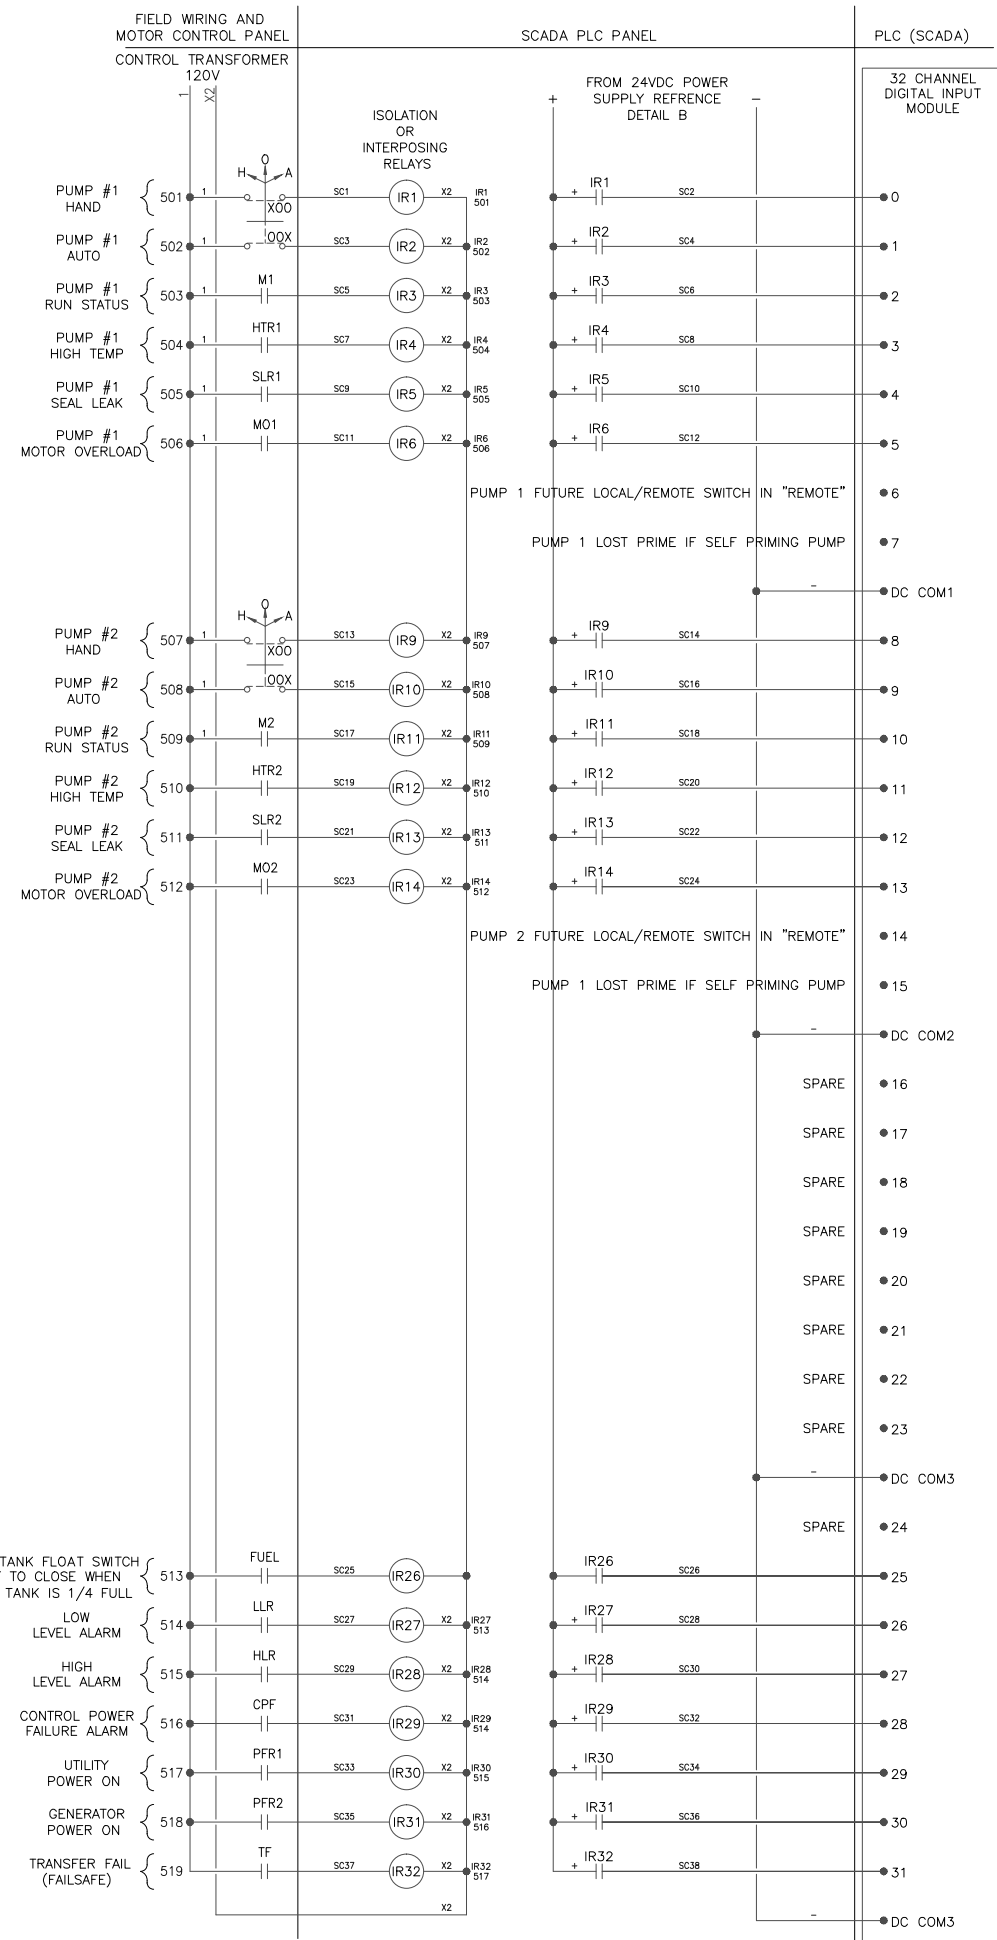 FIELD WIRING AND
MOTOR CONTROL PANEL
SCADA PLC PANEL
PLC (SCADA)
CONTROL TRANSFORMER
120V
1
X2
ISOLATION
OR
INTERPOSING
RELAYS
+
FROM 24VDC POWER
SUPPLY REFRENCE
DETAIL B
–
32 CHANNEL
DIGITAL INPUT
MODULE
PUMP #1
HAND
501
1
H
O
A
XOO
SC1
IR1
X2
IR1
501
+
IR1
SC2
0
PUMP #1
AUTO
502
1
OOX
SC3
IR2
X2
IR2
502
+
IR2
SC4
1
PUMP #1
RUN STATUS
503
1
M1
SC5
IR3
X2
IR3
503
+
IR3
SC6
2
PUMP #1
HIGH TEMP
504
1
HTR1
SC7
IR4
X2
IR4
504
+
IR4
SC8
3
PUMP #1
SEAL LEAK
505
1
SLR1
SC9
IR5
X2
IR5
505
+
IR5
SC10
4
PUMP #1
MOTOR OVERLOAD
506
1
MO1
SC11
IR6
X2
IR6
506
+
IR6
SC12
5
PUMP 1 FUTURE LOCAL/REMOTE SWITCH IN "REMOTE"
6
PUMP 1 LOST PRIME IF SELF PRIMING PUMP
7
–
DC COM1
PUMP #2
HAND
507
1
H
O
A
XOO
SC13
IR9
X2
IR9
507
+
IR9
SC14
8
PUMP #2
AUTO
508
1
OOX
SC15
IR10
X2
IR10
508
+
IR10
SC16
9
PUMP #2
RUN STATUS
509
1
M2
SC17
IR11
X2
IR11
509
+
IR11
SC18
10
PUMP #2
HIGH TEMP
510
HTR2
SC19
IR12
X2
IR12
510
+
IR12
SC20
11
PUMP #2
SEAL LEAK
511
SLR2
SC21
IR13
X2
IR13
511
+
IR13
SC22
12
PUMP #2
MOTOR OVERLOAD
512
MO2
SC23
IR14
X2
IR14
512
+
IR14
SC24
13
PUMP 2 FUTURE LOCAL/REMOTE SWITCH IN "REMOTE"
14
PUMP 1 LOST PRIME IF SELF PRIMING PUMP
15
–
DC COM2
SPARE
16
SPARE
17
SPARE
18
SPARE
19
SPARE
20
SPARE
21
SPARE
22
SPARE
23
–
DC COM3
SPARE
24
TANK FLOAT SWITCH
TO CLOSE WHEN
TANK IS 1/4 FULL
513
FUEL
SC25
IR26
+
IR26
SC26
25
LOW
LEVEL ALARM
514
LLR
SC27
IR27
X2
IR27
513
+
IR27
SC28
26
HIGH
LEVEL ALARM
515
HLR
SC29
IR28
X2
IR28
514
+
IR28
SC30
27
CONTROL POWER
FAILURE ALARM
516
CPF
SC31
IR29
X2
IR29
514
+
IR29
SC32
28
UTILITY
POWER ON
517
PFR1
SC33
IR30
X2
IR30
515
+
IR30
SC34
29
GENERATOR
POWER ON
518
PFR2
SC35
IR31
X2
IR31
516
+
IR31
SC36
30
TRANSFER FAIL
(FAILSAFE)
519
TF
SC37
IR32
X2
IR32
517
+
IR32
SC38
31
X2
–
DC COM3